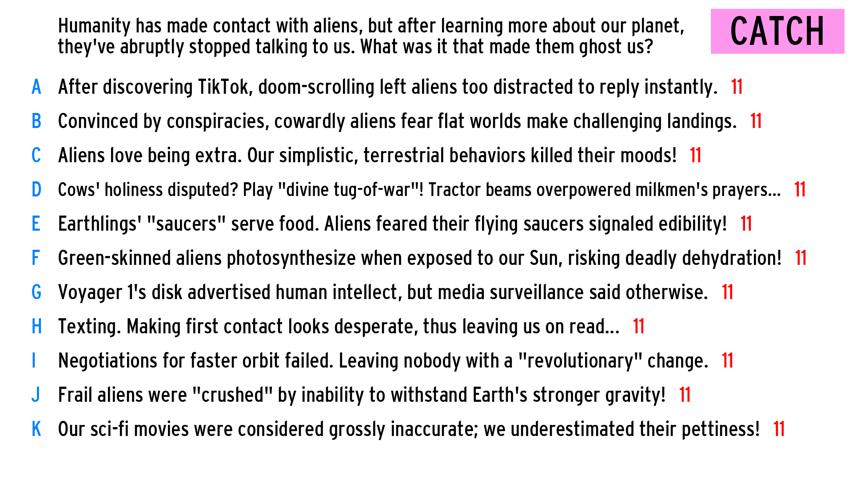 Humanity has made contact with aliens, but after learning more about our planet,
they've abruptly stopped talking to us. What was it that made them ghost us?
CATCH
A After discovering TikTok, doom-scrolling left aliens too distracted to reply instantly. 11
B Convinced by conspiracies, cowardly aliens fear flat worlds make challenging landings. 11
C Aliens love being extra. Our simplistic, terrestrial behaviors killed their moods! 11
D Cows' holiness disputed? Play "divine tug-of-war"! Tractor beams overpowered milkmen's prayers... 11
E Earthlings' "saucers" serve food. Aliens feared their flying saucers signaled edibility! 11
F Green-skinned aliens photosynthesize when exposed to our Sun, risking deadly dehydration! 11
G Voyager 1's disk advertised human intellect, but media surveillance said otherwise. 11
H Texting. Making first contact looks desperate, thus leaving us on read... 11
I Negotiations for faster orbit failed. Leaving nobody with a "revolutionary" change. 11
J Frail aliens were "crushed" by inability to withstand Earth's stronger gravity! 11
K Our sci-fi movies were considered grossly inaccurate; we underestimated their pettiness! 11